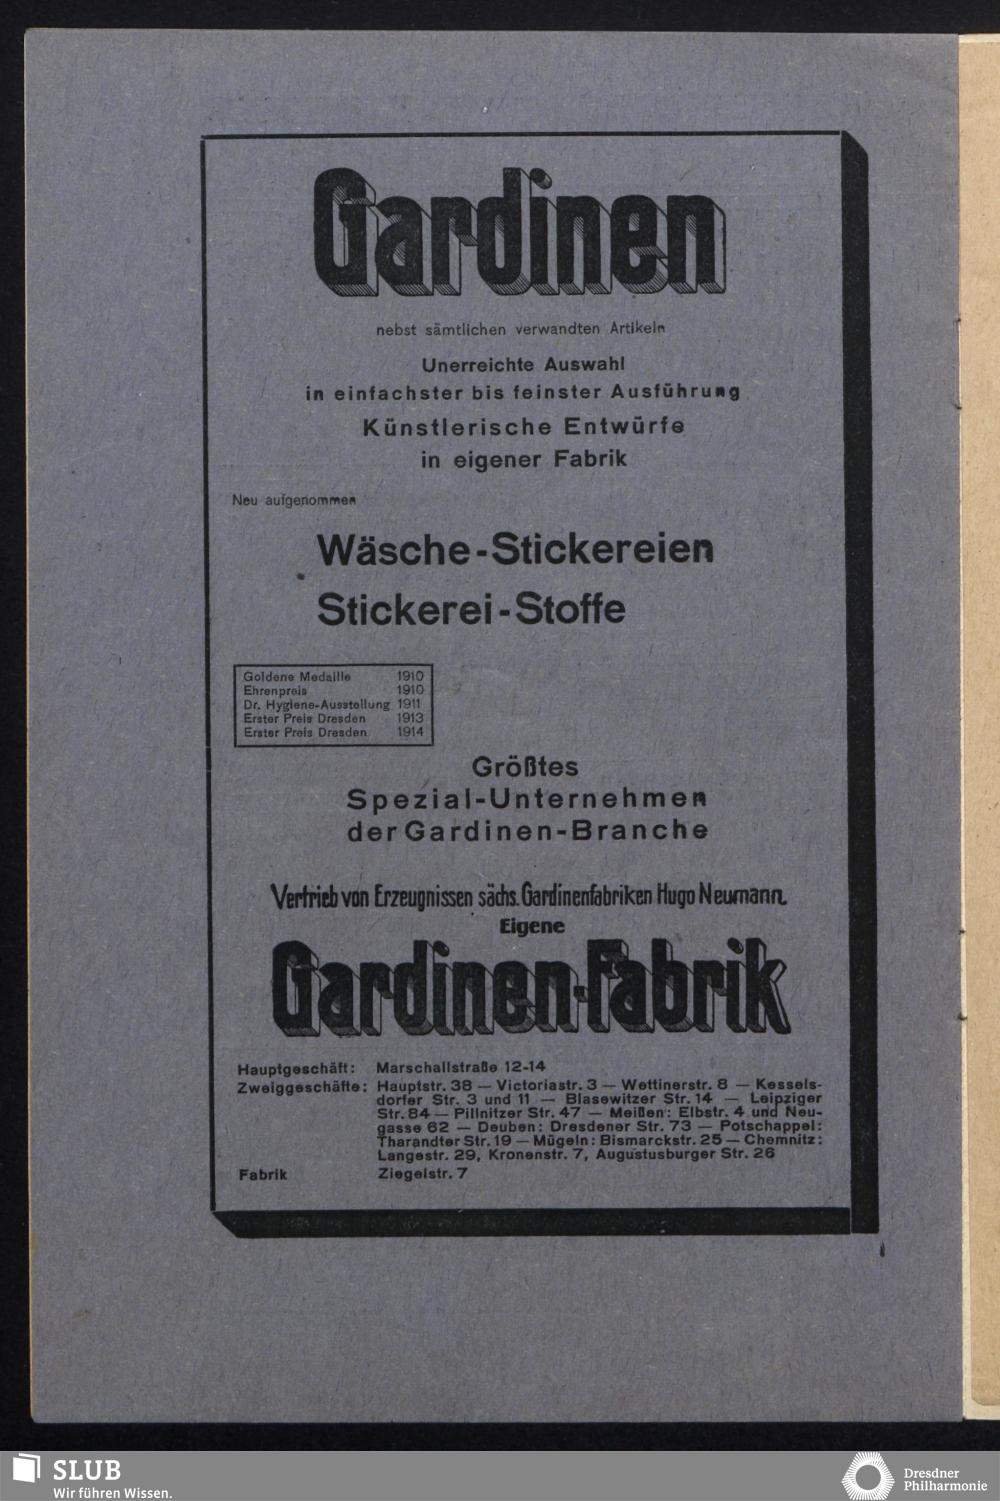 Gardinen
nebst sämtlichen verwandten Artikeln
Unerreichte Auswahl
in einfachster bis feinster Ausführung
Künstlerische Entwürfe
in eigener Fabrik
Neu aufgenommen
Wäsche-Stickereien
Stickerei-Stoffe
Goldene Medaille 1910
Ehrenpreis 1910
Dr. Hygiene-Ausstellung 1911
Erster Preis Dresden 1913
Erster Preis Dresden 1914
Größtes
Spezial-Unternehmen
der Gardinen-Branche
Vertrieb von Erzeugnissen sächs. Gardinenfabriken Hugo Neumann
Eigene
Gardinen-Fabrik
Hauptgeschäft: Marschallstraße 12-14
Zweiggeschäfte: Hauptstr. 38 — Victoriastr. 3 — Wettinerstr. 8 — Kessels-
dorfer Str. 3 und 11 — Blasewitzer Str. 14 — Leipziger
Str. 84 — Pillnitzer Str. 47 — Meißen: Elbstr. 4 und Neu-
gasse 62 — Deuben: Dresdener Str. 73 — Potschappel:
Tharandter Str. 19 — Mügeln: Bismarckstr. 25 — Chemnitz:
Langestr. 29, Kronenstr. 7, Augustusburger Str. 26
Fabrik Ziegelstr. 7
SLUB
Wir führen Wissen.
Dresdner
Philharmonie